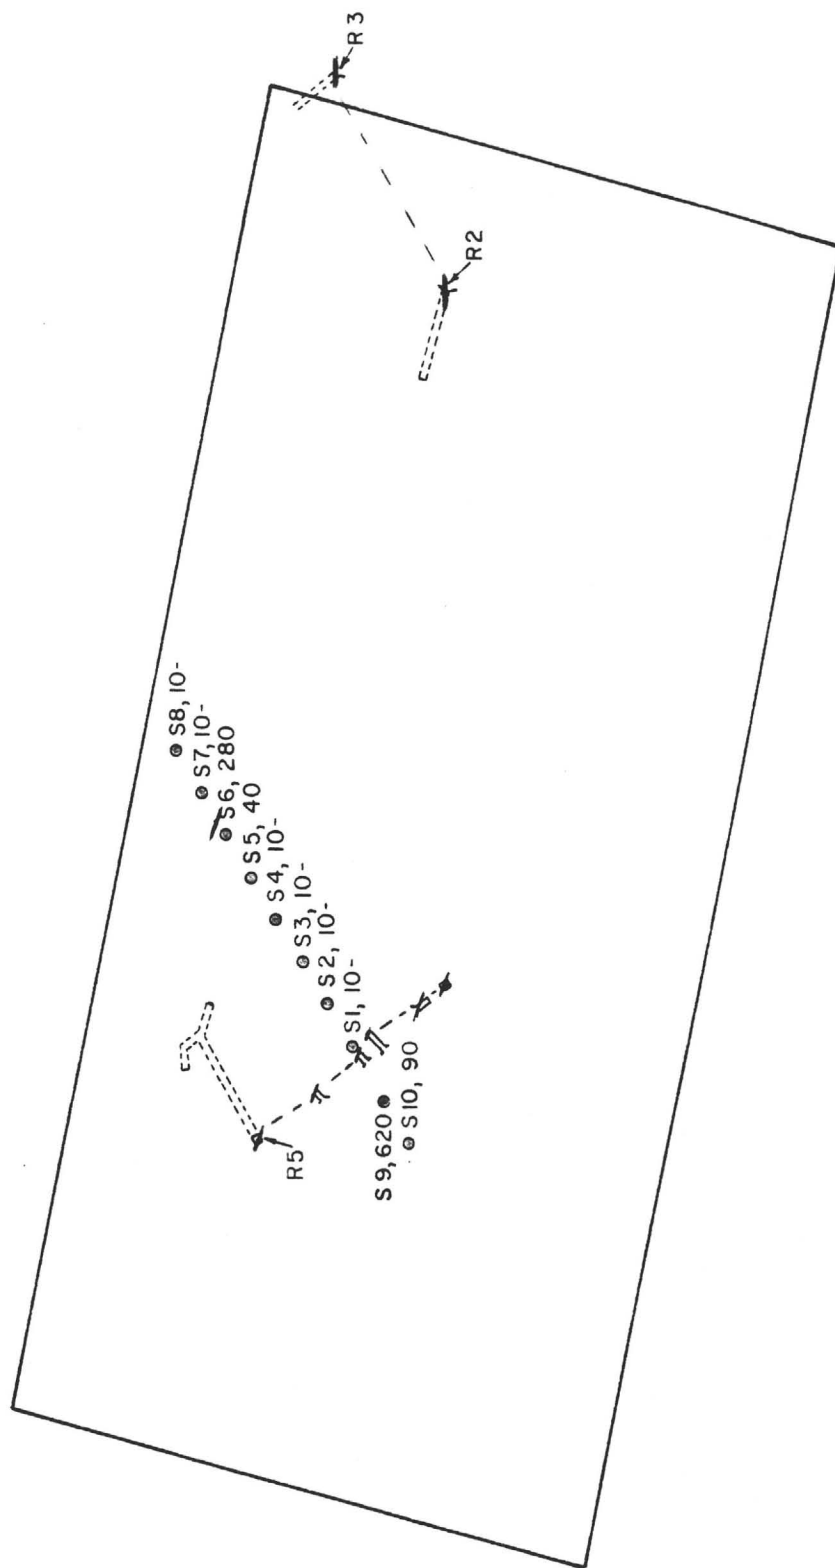 R3
R2
S8, 10-
S7, 10-
S6, 280
S5, 40
S4, 10-
S3, 10-
S2, 10-
S1, 10-
R5
S9, 620
S10, 90